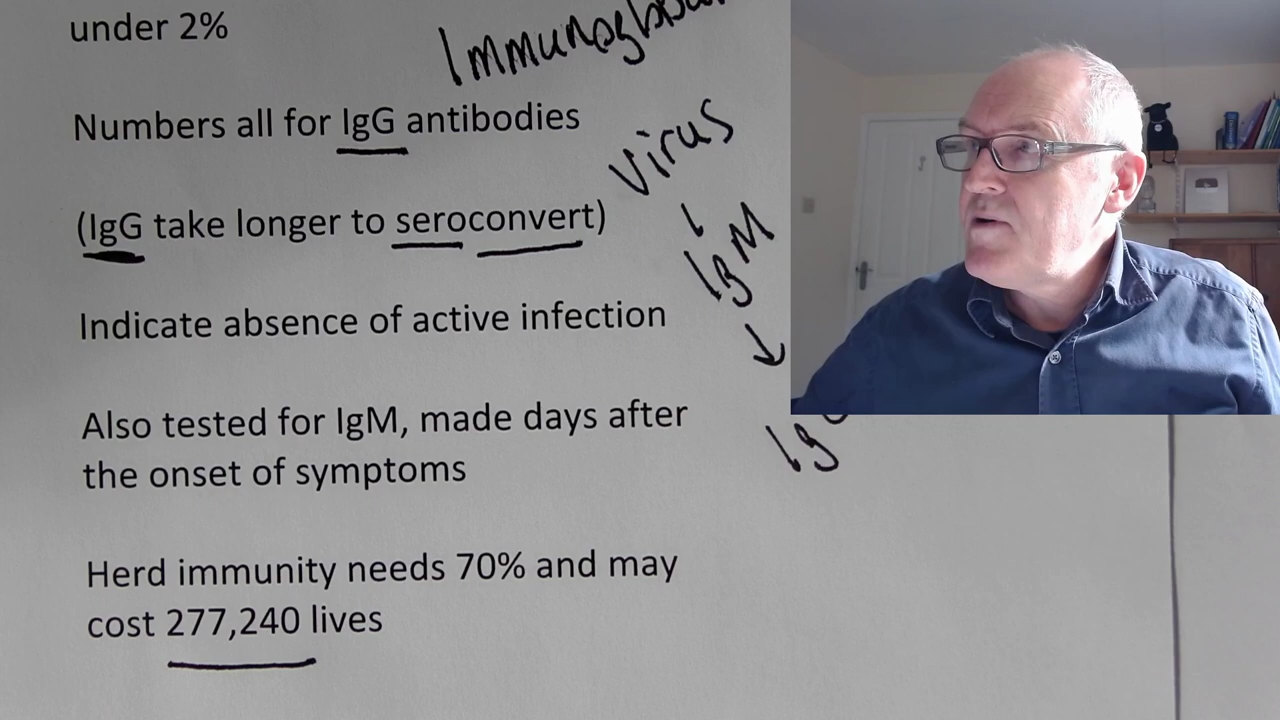 under 2%
Numbers all for IgG antibodies
(IgG take longer to seroconvert)
Indicate absence of active infection
Also tested for IgM, made days after
the onset of symptoms
Herd immunity needs 70% and may
cost 277,240 lives
Virus
IgM